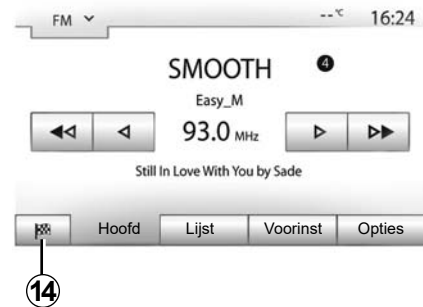 FM --°C 16:24
SMOOTH 4
Easy_M
93.0 MHz
Still In Love With You by Sade
Hoofd Lijst Voorinst Opties
14